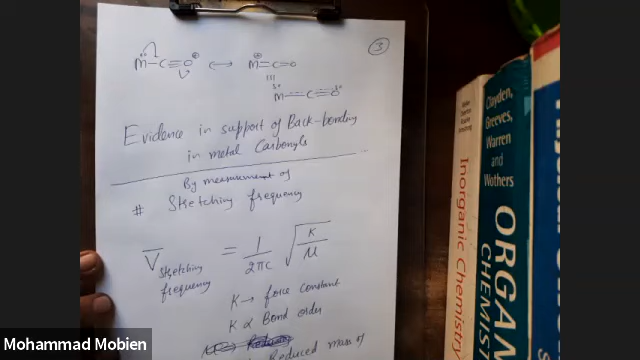 3
M–C≡O⊕ ↔ M⊕=C=O
|||
M┄C┄O
Evidence in support of Back-bonding
in metal Carbonyls
By measurement of
# Stretching frequency
V̄ Stretching frequency = 1/2πc √K/μ
K → force Constant
K ∝ Bond order
Reduced mass of
Inorganic Chemistry
Clayden,
Greeves,
Warren
and
Wothers
ORGANIC
CHEMISTRY
Mohammad Mobien